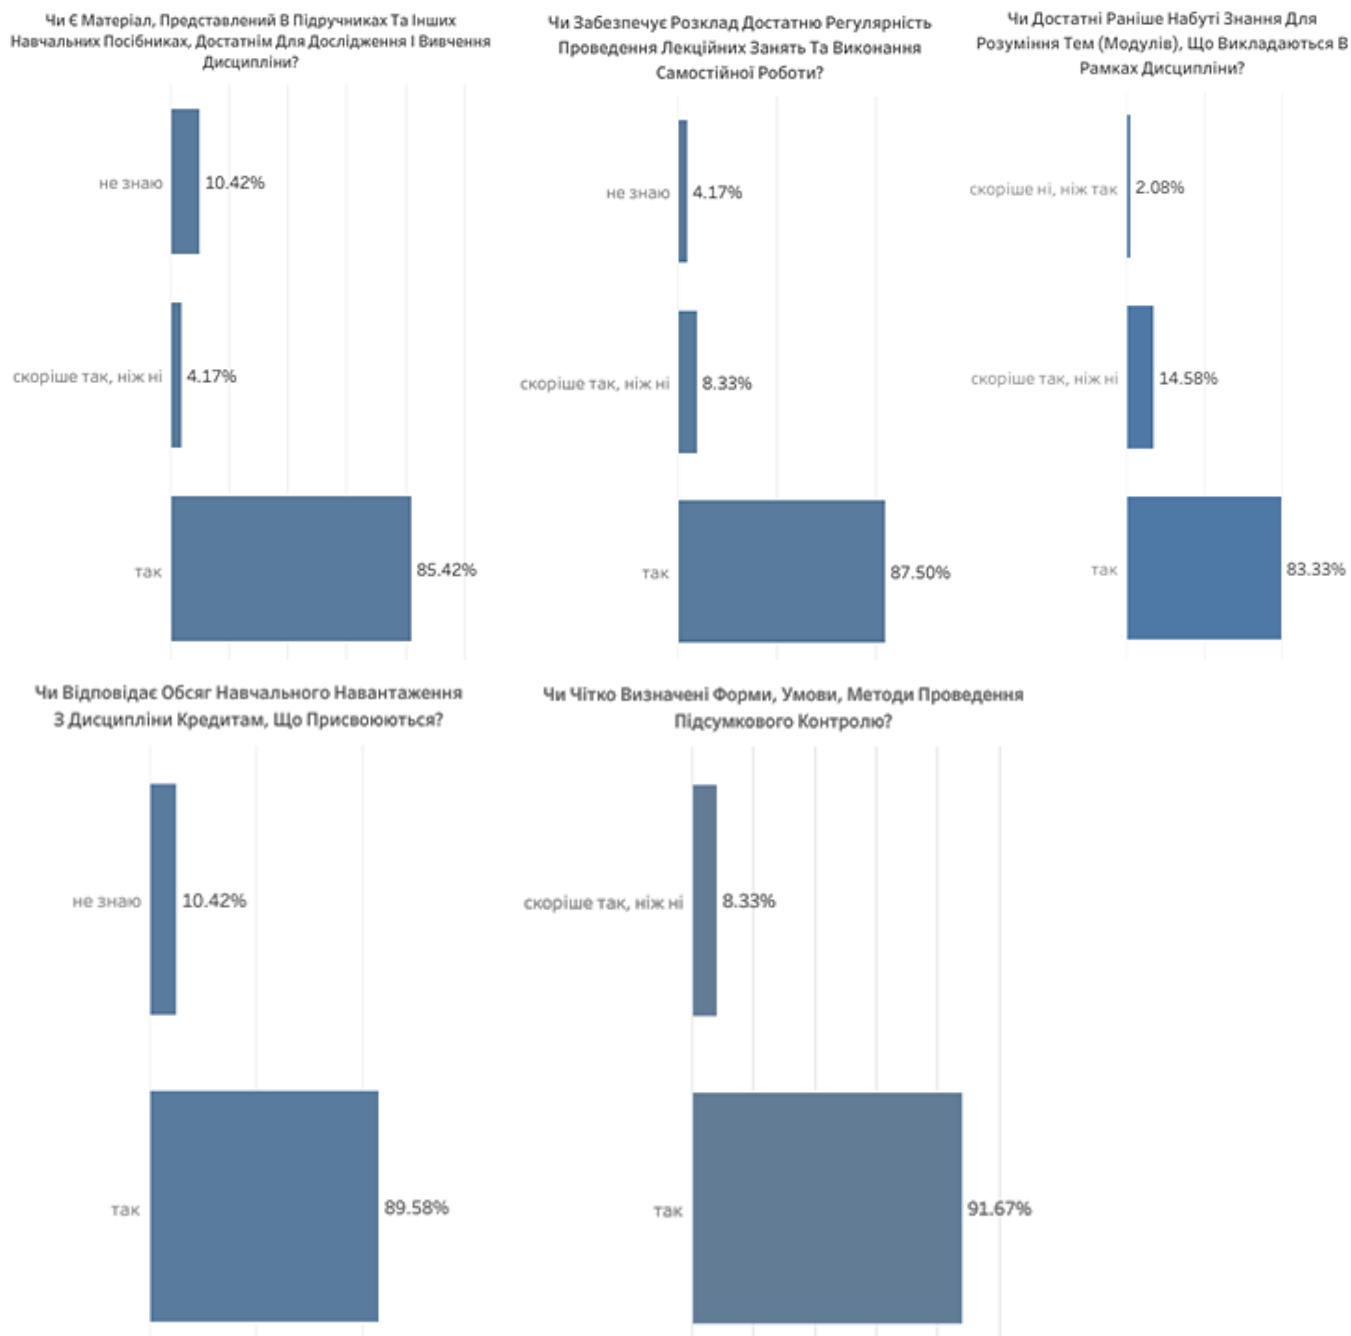 Чи Є Матеріал, Представлений В Підручниках Та Інших
Навчальних Посібниках, Достатнім Для Дослідження І Вивчення
Дисципліни?
не знаю
10.42%
скоріше так, ніж ні
4.17%
так
85.42%
Чи Забезпечує Розклад Достатню Регулярність
Проведення Лекційних Занять Та Виконання
Самостійної Роботи?
не знаю
4.17%
скоріше так, ніж ні
8.33%
так
87.50%
Чи Достатні Раніше Набуті Знання Для
Розуміння Тем (Модулів), Що Викладаються В
Рамках Дисципліни?
скоріше ні, ніж так
2.08%
скоріше так, ніж ні
14.58%
так
83.33%
Чи Відповідає Обсяг Навчального Навантаження
З Дисципліни Кредитам, Що Присвоюються?
не знаю
10.42%
так
89.58%
Чи Чітко Визначені Форми, Умови, Методи Проведення
Підсумкового Контролю?
скоріше так, ніж ні
8.33%
так
91.67%